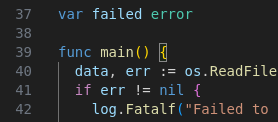 37 var failed error
38
39 func main() {
40 data, err := os.ReadFile
41 if err != nil {
42 log.Fatalf("Failed to